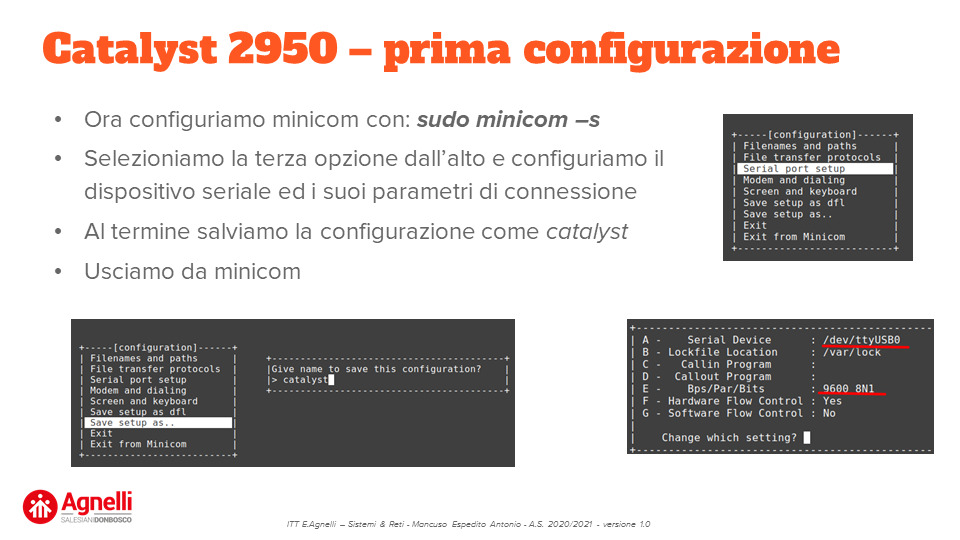 Catalyst 2950 – prima configurazione
• Ora configuriamo minicom con: sudo minicom –s
• Selezioniamo la terza opzione dall’alto e configuriamo il
dispositivo seriale ed i suoi parametri di connessione
• Al termine salviamo la configurazione come catalyst
• Usciamo da minicom
+-----[configuration]------+
| Filenames and paths      |
| File transfer protocols  |
| Serial port setup        |
| Modem and dialing        |
| Screen and keyboard      |
| Save setup as dfl        |
| Save setup as..          |
| Exit                     |
| Exit from Minicom        |
+--------------------------+
+-----[configuration]------+
| Filenames and paths      |
| File transfer protocols  |
| Serial port setup        |
| Modem and dialing        |
| Screen and keyboard      |
| Save setup as dfl        |
| Save setup as..          |
| Exit                     |
| Exit from Minicom        |
+--------------------------+
+-----------------------------------------+
|Give name to save this configuration?    |
|> catalyst                               |
+-----------------------------------------+
+-----------------------------------------
| A -    Serial Device      : /dev/ttyUSB0
| B - Lockfile Location     : /var/lock
| C -   Callin Program      :
| D -  Callout Program      :
| E -    Bps/Par/Bits       : 9600 8N1
| F - Hardware Flow Control : Yes
| G - Software Flow Control : No
|
|    Change which setting?
+-----------------------------------------
Agnelli
SALESIANI DONBOSCO
ITT E.Agnelli – Sistemi & Reti - Mancuso Espedito Antonio - A.S. 2020/2021 - versione 1.0